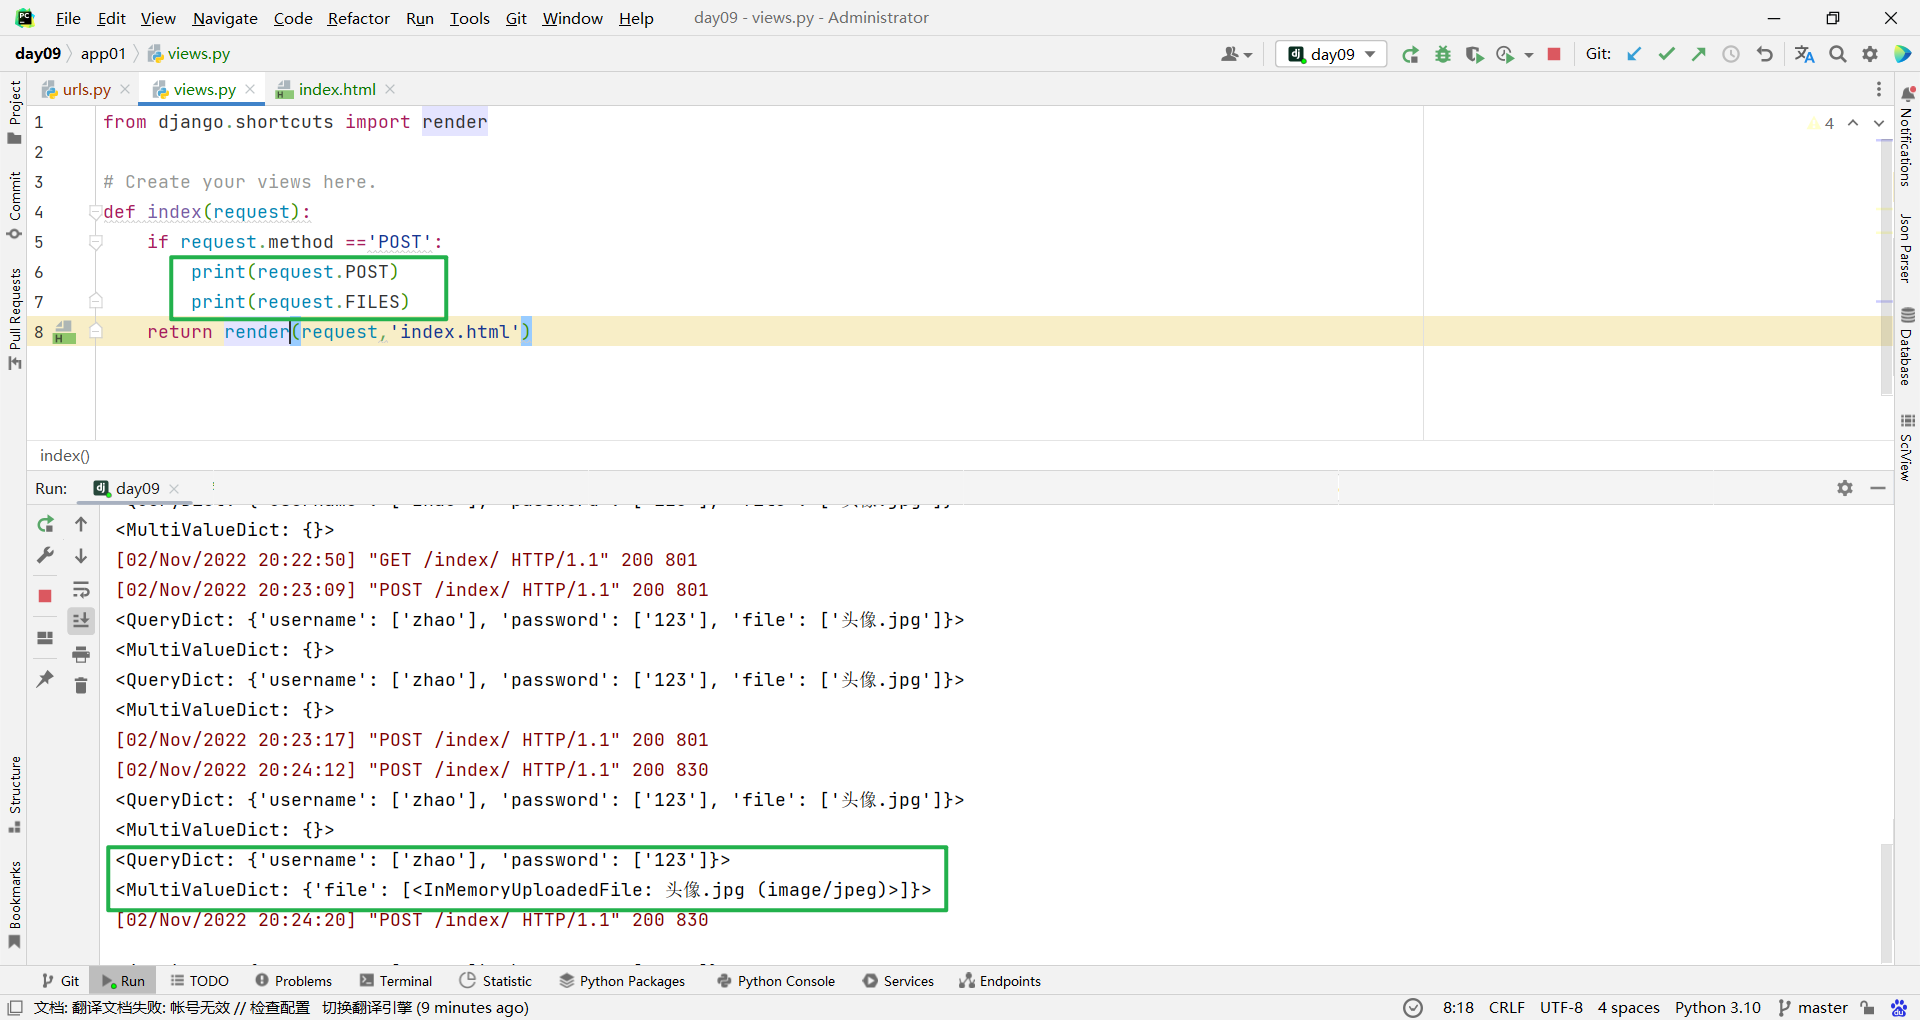 File Edit View Navigate Code Refactor Run Tools Git Window Help day09 - views.py - Administrator
day09 app01 views.py day09 Git:
urls.py views.py index.html
1 from django.shortcuts import render 4
2
3 # Create your views here.
4 def index(request):
5 if request.method =='POST':
6 print(request.POST)
7 print(request.FILES)
8 return render(request,'index.html')
index()
Run: day09
<MultiValueDict: {}>
[02/Nov/2022 20:22:50] "GET /index/ HTTP/1.1" 200 801
[02/Nov/2022 20:23:09] "POST /index/ HTTP/1.1" 200 801
<QueryDict: {'username': ['zhao'], 'password': ['123'], 'file': ['头像.jpg']}>
<MultiValueDict: {}>
<QueryDict: {'username': ['zhao'], 'password': ['123'], 'file': ['头像.jpg']}>
<MultiValueDict: {}>
[02/Nov/2022 20:23:17] "POST /index/ HTTP/1.1" 200 801
[02/Nov/2022 20:24:12] "POST /index/ HTTP/1.1" 200 830
<QueryDict: {'username': ['zhao'], 'password': ['123'], 'file': ['头像.jpg']}>
<MultiValueDict: {}>
<QueryDict: {'username': ['zhao'], 'password': ['123']}>
<MultiValueDict: {'file': [<InMemoryUploadedFile: 头像.jpg (image/jpeg)>]}>
[02/Nov/2022 20:24:20] "POST /index/ HTTP/1.1" 200 830
Git Run TODO Problems Terminal Statistic Python Packages Python Console Services Endpoints
文档: 翻译文档失败: 帐号无效 // 检查配置 切换翻译引擎 (9 minutes ago) 8:18 CRLF UTF-8 4 spaces Python 3.10 master
Project
Commit
Pull Requests
Structure
Bookmarks
Notifications
Json Parser
Database
SciView